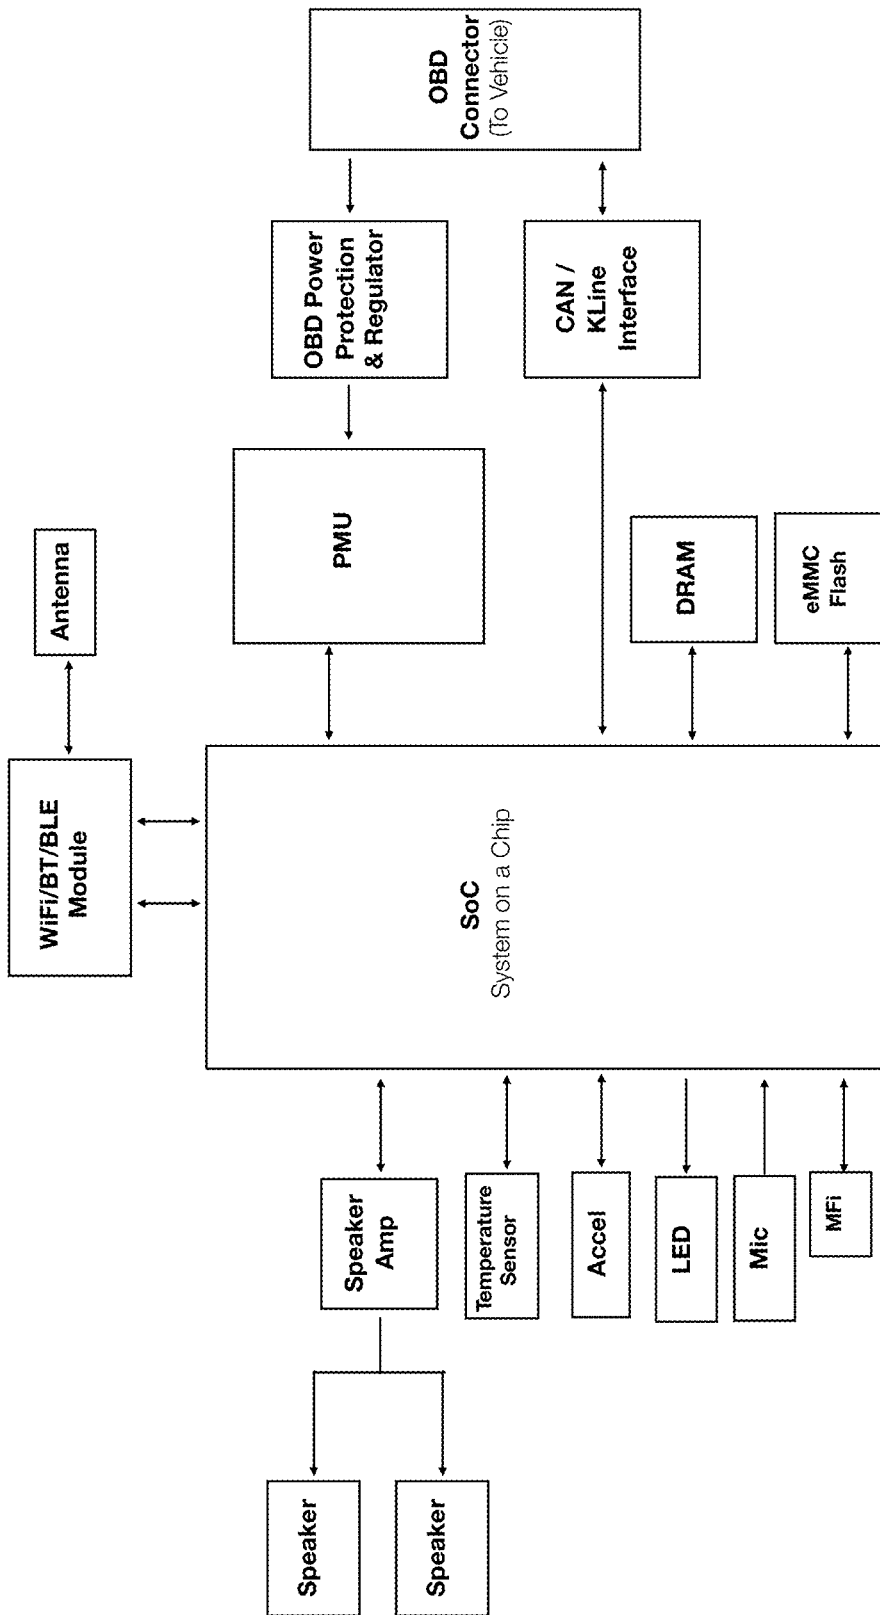 Antenna
WiFi/BT/BLE
Module
OBD
Connector
(To Vehicle)
OBD Power
Protection
& Regulator
PMU
CAN /
KLine
Interface
DRAM
eMMC
Flash
SoC
System on a Chip
Speaker
Amp
Temperature
Sensor
Accel
LED
Mic
MFi
Speaker
Speaker